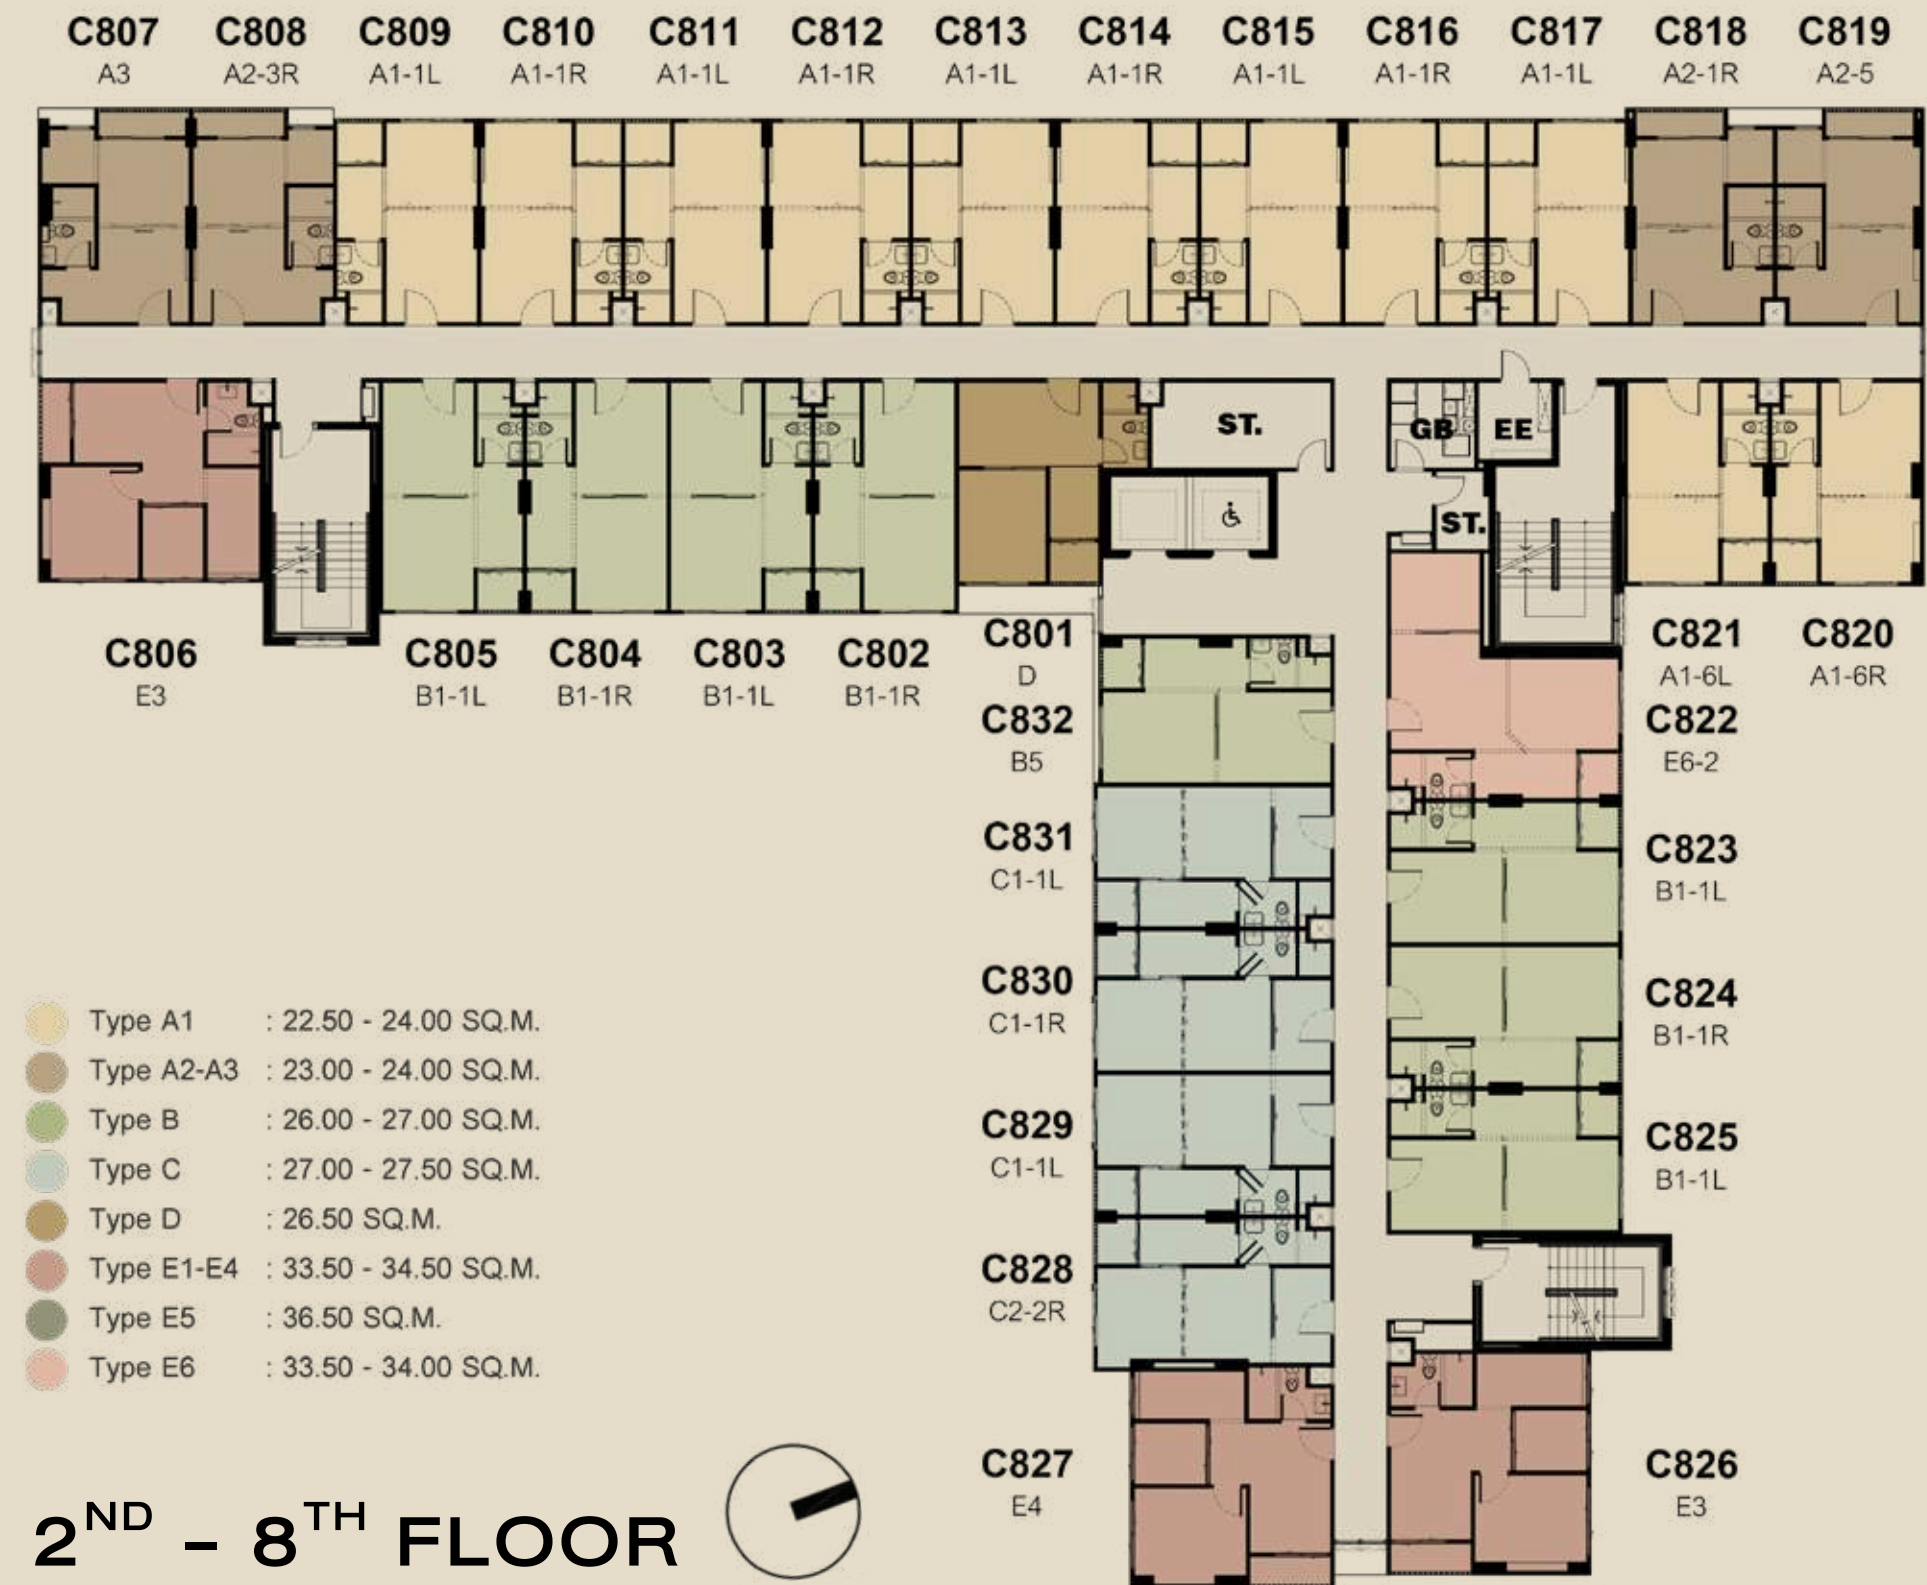 C807 C808 C809 C810 C811 C812 C813 C814 C815 C816 C817 C818 C819
A3 A2-3R A1-1L A1-1R A1-1L A1-1R A1-1L A1-1R A1-1L A1-1R A1-1L A2-1R A2-5
ST. GB EE
ST.
C806 C805 C804 C803 C802 C801 C821 C820
E3 B1-1L B1-1R B1-1L B1-1R D A1-6L A1-6R
C832 C822
B5 E6-2
C831 C823
C1-1L B1-1L
C830 C824
C1-1R B1-1R
C829 C825
C1-1L B1-1L
C828
C2-2R
C827 C826
E4 E3
Type A1 : 22.50 - 24.00 SQ.M.
Type A2-A3 : 23.00 - 24.00 SQ.M.
Type B : 26.00 - 27.00 SQ.M.
Type C : 27.00 - 27.50 SQ.M.
Type D : 26.50 SQ.M.
Type E1-E4 : 33.50 - 34.50 SQ.M.
Type E5 : 36.50 SQ.M.
Type E6 : 33.50 - 34.00 SQ.M.
2ND - 8TH FLOOR